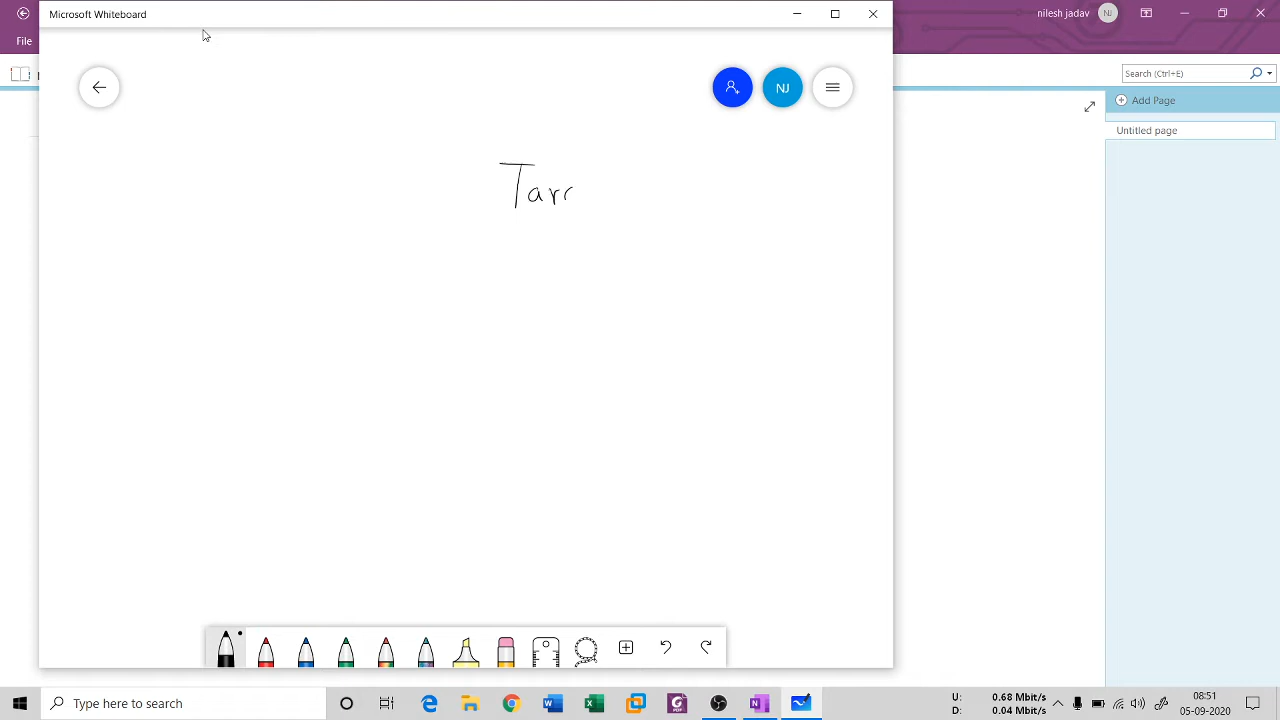 nilesh jadav
NJ
Microsoft Whiteboard
File
NJ
Search (Ctrl+E)
Add Page
Untitled page
Type here to search
U: 0.68 Mbit/s
D: 0.04 Mbit/s
08:51
05-09-2020